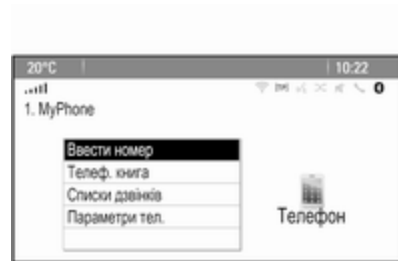 20°C 10:22
1. MyPhone
Ввести номер
Телеф. книга
Списки дзвінків
Параметри тел.
Телефон